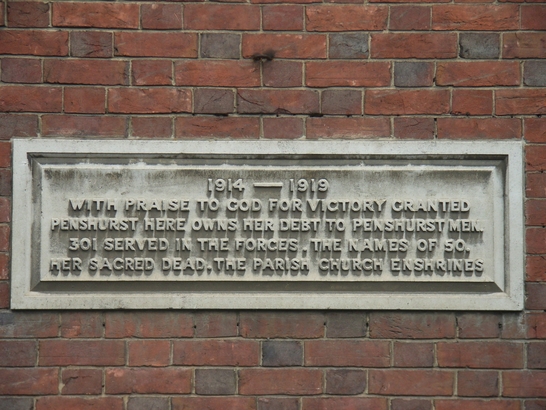 1914 — 1919
WITH PRAISE TO GOD FOR VICTORY GRANTED
PENSHURST HERE OWNS HER DEBT TO PENSHURST MEN.
301 SERVED IN THE FORCES. THE NAMES OF 50,
HER SACRED DEAD, THE PARISH CHURCH ENSHRINES